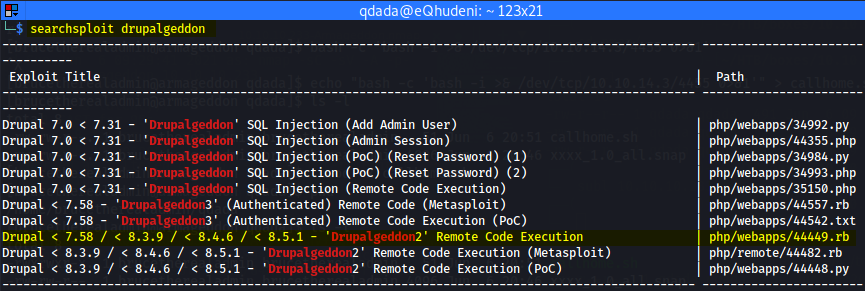 qdada@eQhudeni: ~ 123x21
└─$ searchsploit drupalgeddon
Exploit Title | Path
Drupal 7.0 < 7.31 - 'Drupalgeddon' SQL Injection (Add Admin User) | php/webapps/34992.py
Drupal 7.0 < 7.31 - 'Drupalgeddon' SQL Injection (Admin Session) | php/webapps/44355.php
Drupal 7.0 < 7.31 - 'Drupalgeddon' SQL Injection (PoC) (Reset Password) (1) | php/webapps/34984.py
Drupal 7.0 < 7.31 - 'Drupalgeddon' SQL Injection (PoC) (Reset Password) (2) | php/webapps/34993.php
Drupal 7.0 < 7.31 - 'Drupalgeddon' SQL Injection (Remote Code Execution) | php/webapps/35150.php
Drupal < 7.58 - 'Drupalgeddon3' (Authenticated) Remote Code (Metasploit) | php/webapps/44557.rb
Drupal < 7.58 - 'Drupalgeddon3' (Authenticated) Remote Code Execution (PoC) | php/webapps/44542.txt
Drupal < 7.58 / < 8.3.9 / < 8.4.6 / < 8.5.1 - 'Drupalgeddon2' Remote Code Execution | php/webapps/44449.rb
Drupal < 8.3.9 / < 8.4.6 / < 8.5.1 - 'Drupalgeddon2' Remote Code Execution (Metasploit) | php/remote/44482.rb
Drupal < 8.3.9 / < 8.4.6 / < 8.5.1 - 'Drupalgeddon2' Remote Code Execution (PoC) | php/webapps/44448.py